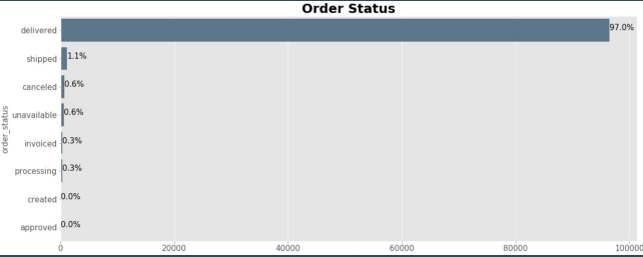 Order Status
order_status
delivered 97.0%
shipped 1.1%
canceled 0.6%
unavailable 0.6%
invoiced 0.3%
processing 0.3%
created 0.0%
approved 0.0%
0 20000 40000 60000 80000 100000